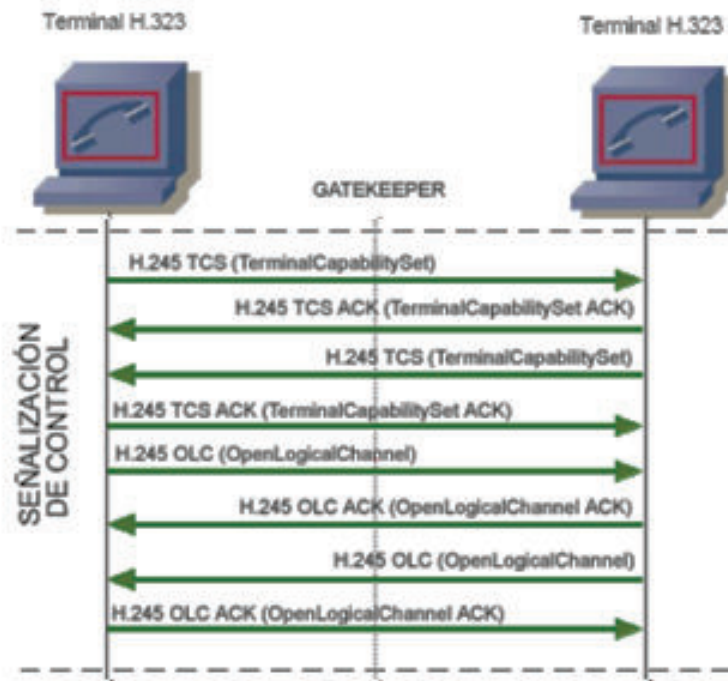 Terminal H.323
Terminal H.323
GATEKEEPER
SEÑALIZACIÓN
DE CONTROL
H.245 TCS (TerminalCapabilitySet)
H.245 TCS ACK (TerminalCapabilitySet ACK)
H.245 TCS (TerminalCapabilitySet)
H.245 TCS ACK (TerminalCapabilitySet ACK)
H.245 OLC (OpenLogicalChannel)
H.245 OLC ACK (OpenLogicalChannel ACK)
H.245 OLC (OpenLogicalChannel)
H.245 OLC ACK (OpenLogicalChannel ACK)